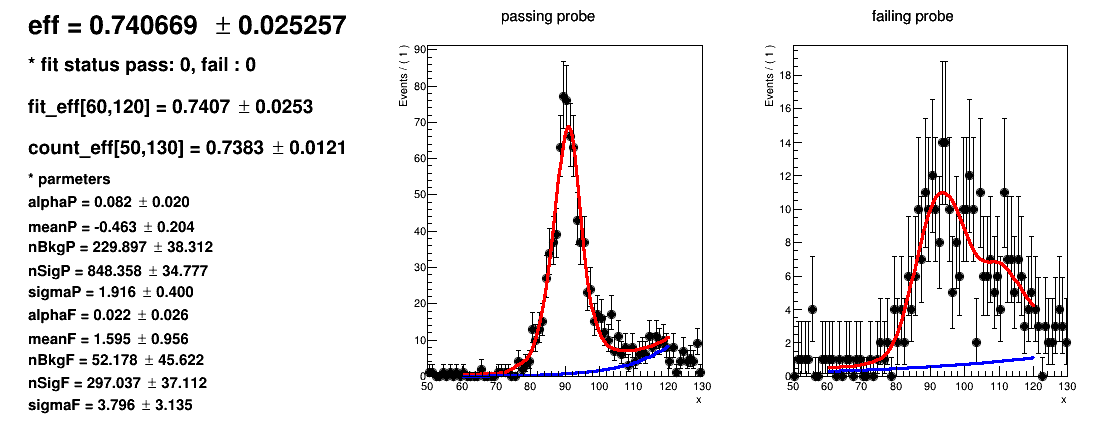 eff = 0.740669 ± 0.025257
* fit status pass: 0, fail : 0
fit_eff[60,120] = 0.7407 ± 0.0253
count_eff[50,130] = 0.7383 ± 0.0121
* parmeters
alphaP = 0.082 ± 0.020
meanP = -0.463 ± 0.204
nBkgP = 229.897 ± 38.312
nSigP = 848.358 ± 34.777
sigmaP = 1.916 ± 0.400
alphaF = 0.022 ± 0.026
meanF = 1.595 ± 0.956
nBkgF = 52.178 ± 45.622
nSigF = 297.037 ± 37.112
sigmaF = 3.796 ± 3.135
passing probe
Events / ( 1 )
90
80
70
60
50
40
30
20
10
0
50 60 70 80 90 100 110 120 130
x
failing probe
Events / ( 1 )
18
16
14
12
10
8
6
4
2
0
50 60 70 80 90 100 110 120 130
x